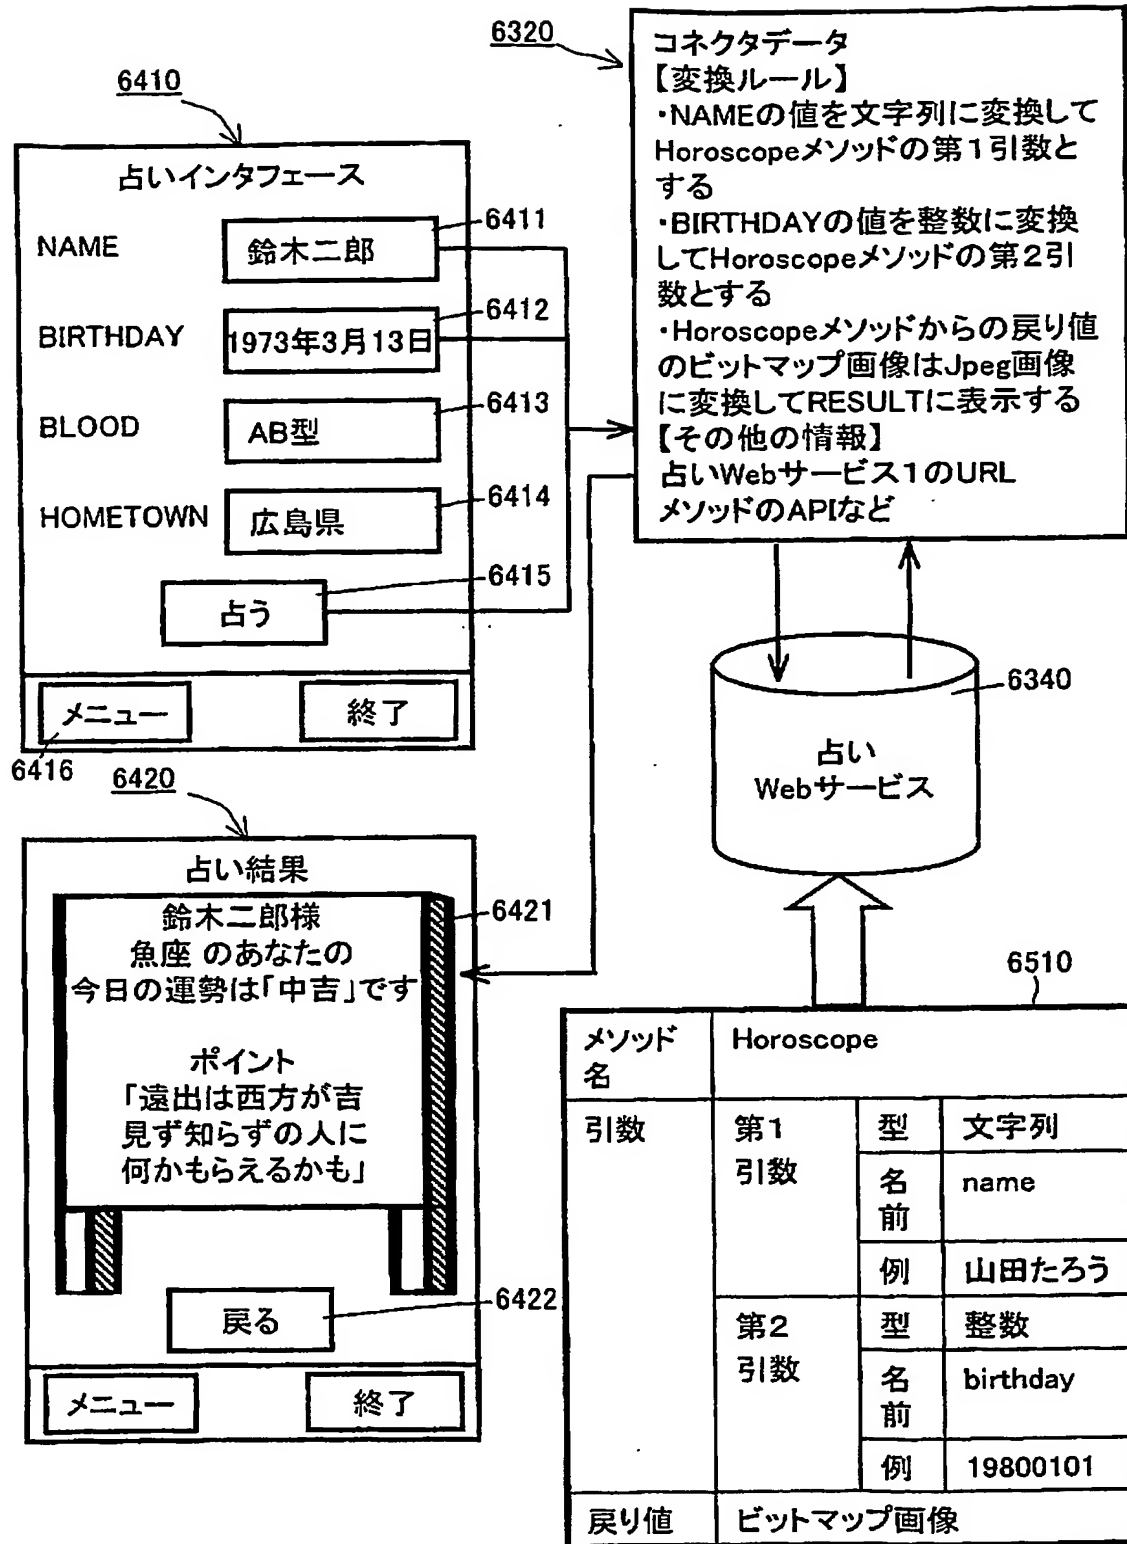 6410
占いインタフェース
NAME
鈴木二郎
6411
BIRTHDAY
1973年3月13日
6412
BLOOD
AB型
6413
HOMETOWN
広島県
6414
占う
6415
メニュー
終了
6416
6320
コネクタデータ
【変換ルール】
・NAMEの値を文字列に変換して
Horoscopeメソッドの第1引数と
する
・BIRTHDAYの値を整数に変換
してHoroscopeメソッドの第2引
数とする
・Horoscopeメソッドからの戻り値
のビットマップ画像はJpeg画像
に変換してRESULTに表示する
【その他の情報】
占いWebサービス1のURL
メソッドのAPIなど
6340
占い
Webサービス
6420
占い結果
鈴木二郎様
魚座 のあなたの
今日の運勢は「中吉」です
ポイント
「遠出は西方が吉
見ず知らずの人に
何かもらえるかも」
6421
戻る
6422
メニュー
終了
6510
メソッド
名
Horoscope
引数
第1
引数
型
文字列
名
前
name
例
山田たろう
第2
引数
型
整数
名
前
birthday
例
19800101
戻り値
ビットマップ画像